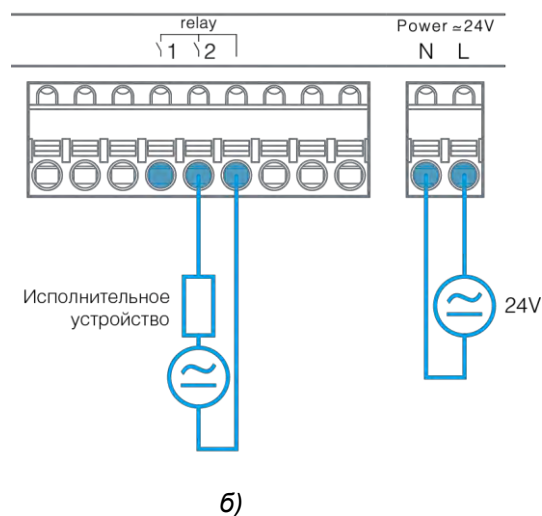 relay
1 2
Power ≃24V
N L
Исполнительное
устройство
24V
б)